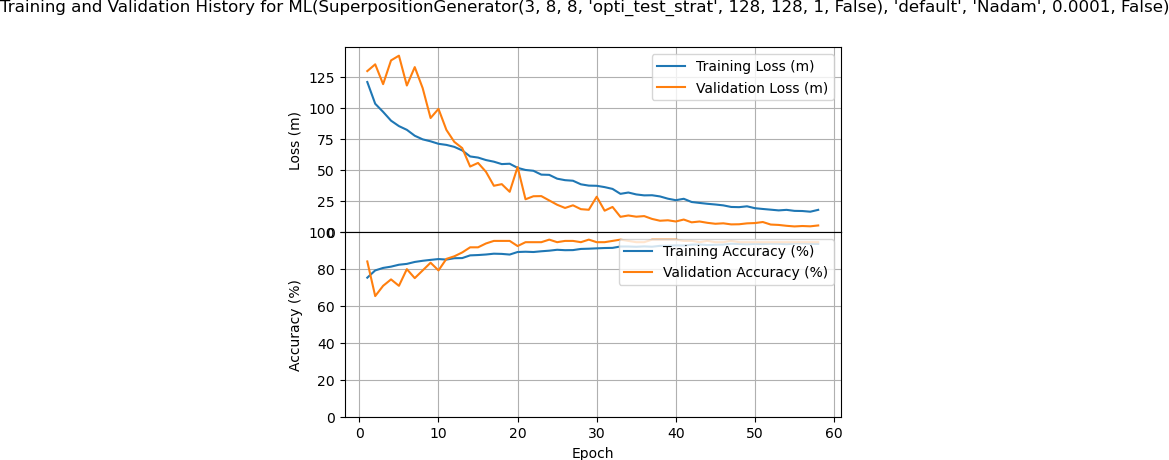 Training and Validation History for ML(SuperpositionGenerator(3, 8, 8, 'opti_test_strat', 128, 128, 1, False), 'default', 'Nadam', 0.0001, False)
Training Loss (m)
Validation Loss (m)
125
100
75
50
25
0
Loss (m)
Training Accuracy (%)
Validation Accuracy (%)
100
80
60
40
20
0
Accuracy (%)
0 10 20 30 40 50 60
Epoch